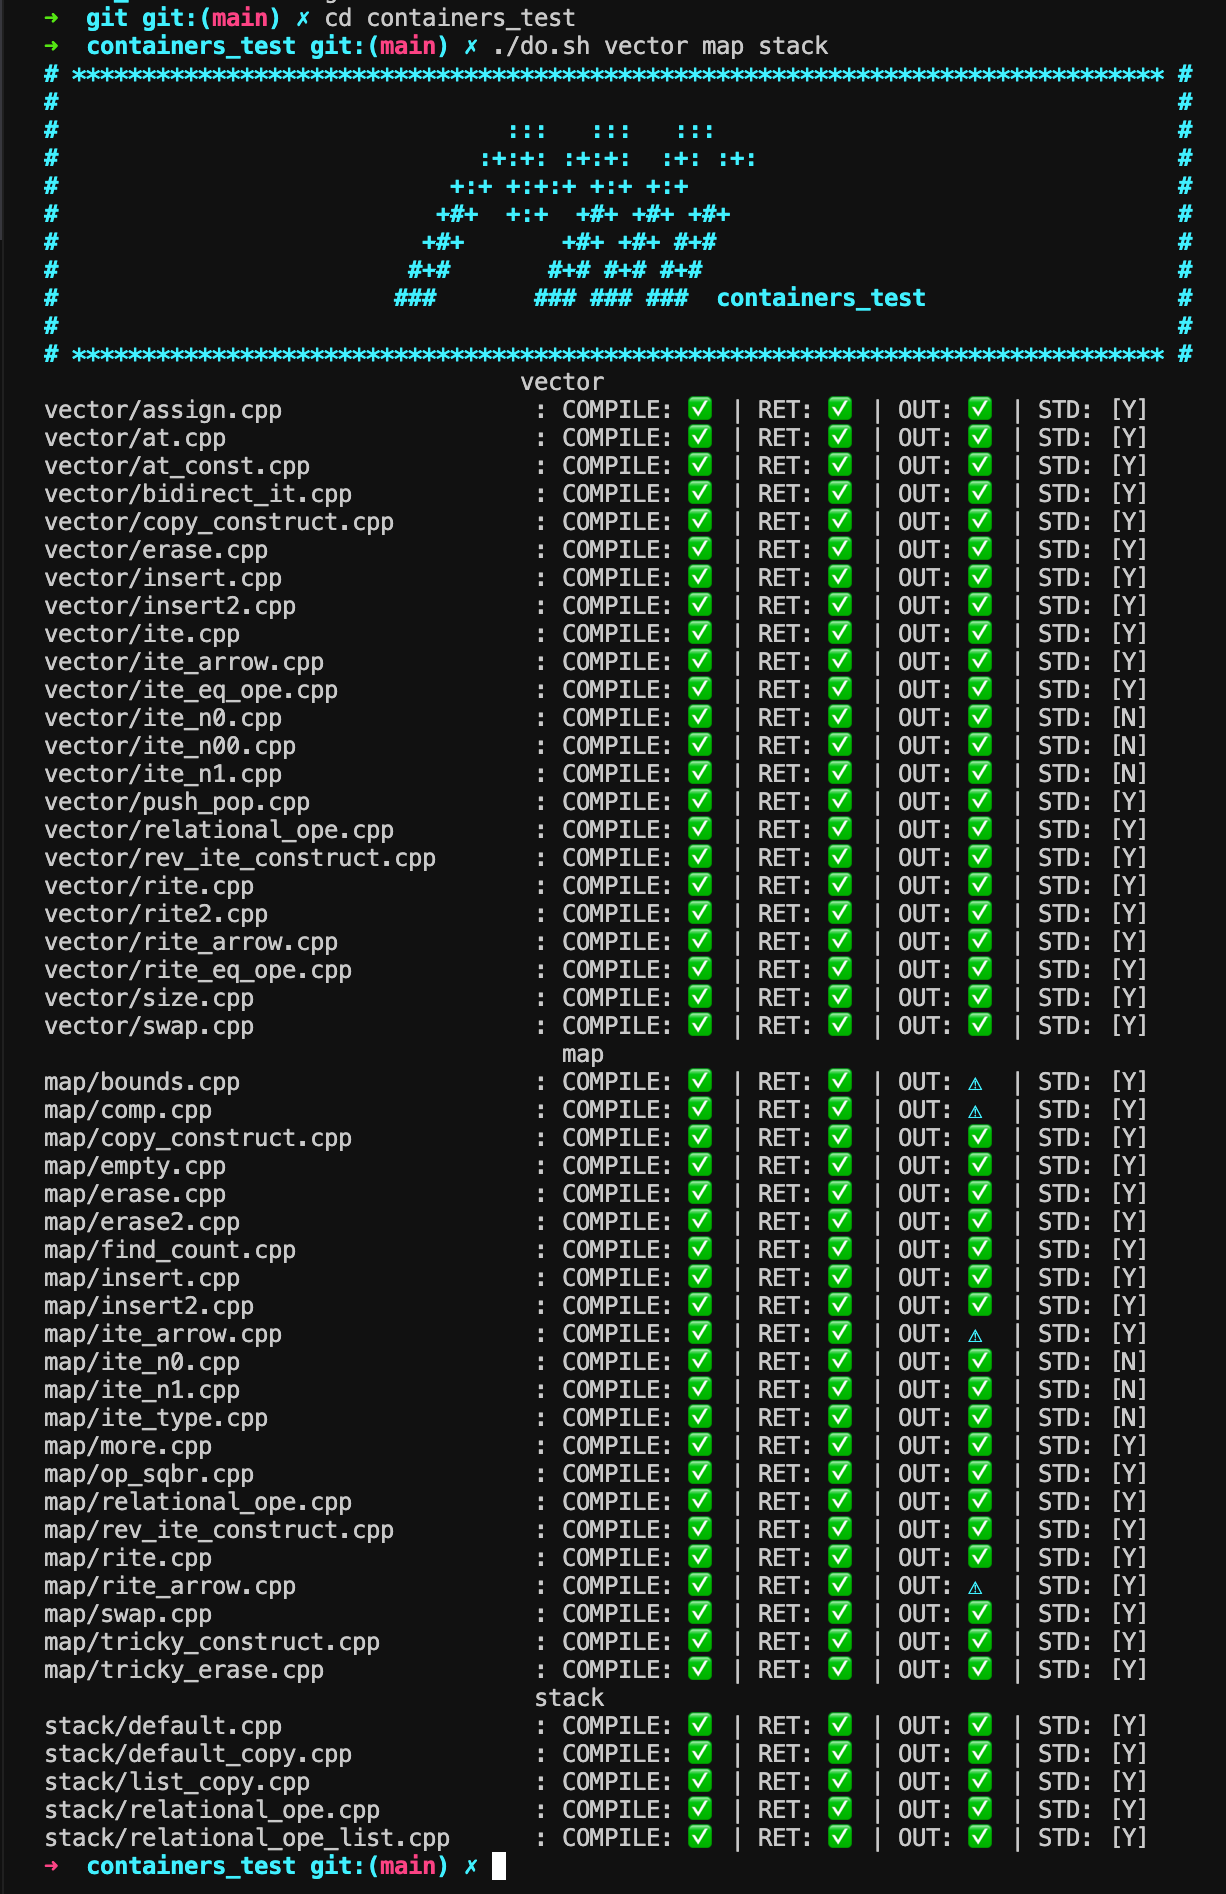 ➜  git git:(main) ✗ cd containers_test
➜  containers_test git:(main) ✗ ./do.sh vector map stack
# ****************************************************************************** #
#                                                                                #
#                                :::   :::   :::                                 #
#                              :+:+: :+:+:  :+: :+:                              #
#                            +:+ +:+:+ +:+ +:+                                   #
#                           +#+  +:+  +#+ +#+ +#+                                #
#                          +#+       +#+ +#+ #+#                                 #
#                         #+#       #+# #+# #+#                                  #
#                        ###       ### ### ###  containers_test                  #
#                                                                                #
# ****************************************************************************** #
vector
vector/assign.cpp : COMPILE: ✅ | RET: ✅ | OUT: ✅ | STD: [Y]
vector/at.cpp : COMPILE: ✅ | RET: ✅ | OUT: ✅ | STD: [Y]
vector/at_const.cpp : COMPILE: ✅ | RET: ✅ | OUT: ✅ | STD: [Y]
vector/bidirect_it.cpp : COMPILE: ✅ | RET: ✅ | OUT: ✅ | STD: [Y]
vector/copy_construct.cpp : COMPILE: ✅ | RET: ✅ | OUT: ✅ | STD: [Y]
vector/erase.cpp : COMPILE: ✅ | RET: ✅ | OUT: ✅ | STD: [Y]
vector/insert.cpp : COMPILE: ✅ | RET: ✅ | OUT: ✅ | STD: [Y]
vector/insert2.cpp : COMPILE: ✅ | RET: ✅ | OUT: ✅ | STD: [Y]
vector/ite.cpp : COMPILE: ✅ | RET: ✅ | OUT: ✅ | STD: [Y]
vector/ite_arrow.cpp : COMPILE: ✅ | RET: ✅ | OUT: ✅ | STD: [Y]
vector/ite_eq_ope.cpp : COMPILE: ✅ | RET: ✅ | OUT: ✅ | STD: [Y]
vector/ite_n0.cpp : COMPILE: ✅ | RET: ✅ | OUT: ✅ | STD: [N]
vector/ite_n00.cpp : COMPILE: ✅ | RET: ✅ | OUT: ✅ | STD: [N]
vector/ite_n1.cpp : COMPILE: ✅ | RET: ✅ | OUT: ✅ | STD: [N]
vector/push_pop.cpp : COMPILE: ✅ | RET: ✅ | OUT: ✅ | STD: [Y]
vector/relational_ope.cpp : COMPILE: ✅ | RET: ✅ | OUT: ✅ | STD: [Y]
vector/rev_ite_construct.cpp : COMPILE: ✅ | RET: ✅ | OUT: ✅ | STD: [Y]
vector/rite.cpp : COMPILE: ✅ | RET: ✅ | OUT: ✅ | STD: [Y]
vector/rite2.cpp : COMPILE: ✅ | RET: ✅ | OUT: ✅ | STD: [Y]
vector/rite_arrow.cpp : COMPILE: ✅ | RET: ✅ | OUT: ✅ | STD: [Y]
vector/rite_eq_ope.cpp : COMPILE: ✅ | RET: ✅ | OUT: ✅ | STD: [Y]
vector/size.cpp : COMPILE: ✅ | RET: ✅ | OUT: ✅ | STD: [Y]
vector/swap.cpp : COMPILE: ✅ | RET: ✅ | OUT: ✅ | STD: [Y]
map
map/bounds.cpp : COMPILE: ✅ | RET: ✅ | OUT: ⚠ | STD: [Y]
map/comp.cpp : COMPILE: ✅ | RET: ✅ | OUT: ⚠ | STD: [Y]
map/copy_construct.cpp : COMPILE: ✅ | RET: ✅ | OUT: ✅ | STD: [Y]
map/empty.cpp : COMPILE: ✅ | RET: ✅ | OUT: ✅ | STD: [Y]
map/erase.cpp : COMPILE: ✅ | RET: ✅ | OUT: ✅ | STD: [Y]
map/erase2.cpp : COMPILE: ✅ | RET: ✅ | OUT: ✅ | STD: [Y]
map/find_count.cpp : COMPILE: ✅ | RET: ✅ | OUT: ✅ | STD: [Y]
map/insert.cpp : COMPILE: ✅ | RET: ✅ | OUT: ✅ | STD: [Y]
map/insert2.cpp : COMPILE: ✅ | RET: ✅ | OUT: ✅ | STD: [Y]
map/ite_arrow.cpp : COMPILE: ✅ | RET: ✅ | OUT: ⚠ | STD: [Y]
map/ite_n0.cpp : COMPILE: ✅ | RET: ✅ | OUT: ✅ | STD: [N]
map/ite_n1.cpp : COMPILE: ✅ | RET: ✅ | OUT: ✅ | STD: [N]
map/ite_type.cpp : COMPILE: ✅ | RET: ✅ | OUT: ✅ | STD: [N]
map/more.cpp : COMPILE: ✅ | RET: ✅ | OUT: ✅ | STD: [Y]
map/op_sqbr.cpp : COMPILE: ✅ | RET: ✅ | OUT: ✅ | STD: [Y]
map/relational_ope.cpp : COMPILE: ✅ | RET: ✅ | OUT: ✅ | STD: [Y]
map/rev_ite_construct.cpp : COMPILE: ✅ | RET: ✅ | OUT: ✅ | STD: [Y]
map/rite.cpp : COMPILE: ✅ | RET: ✅ | OUT: ✅ | STD: [Y]
map/rite_arrow.cpp : COMPILE: ✅ | RET: ✅ | OUT: ⚠ | STD: [Y]
map/swap.cpp : COMPILE: ✅ | RET: ✅ | OUT: ✅ | STD: [Y]
map/tricky_construct.cpp : COMPILE: ✅ | RET: ✅ | OUT: ✅ | STD: [Y]
map/tricky_erase.cpp : COMPILE: ✅ | RET: ✅ | OUT: ✅ | STD: [Y]
stack
stack/default.cpp : COMPILE: ✅ | RET: ✅ | OUT: ✅ | STD: [Y]
stack/default_copy.cpp : COMPILE: ✅ | RET: ✅ | OUT: ✅ | STD: [Y]
stack/list_copy.cpp : COMPILE: ✅ | RET: ✅ | OUT: ✅ | STD: [Y]
stack/relational_ope.cpp : COMPILE: ✅ | RET: ✅ | OUT: ✅ | STD: [Y]
stack/relational_ope_list.cpp : COMPILE: ✅ | RET: ✅ | OUT: ✅ | STD: [Y]
➜  containers_test git:(main) ✗